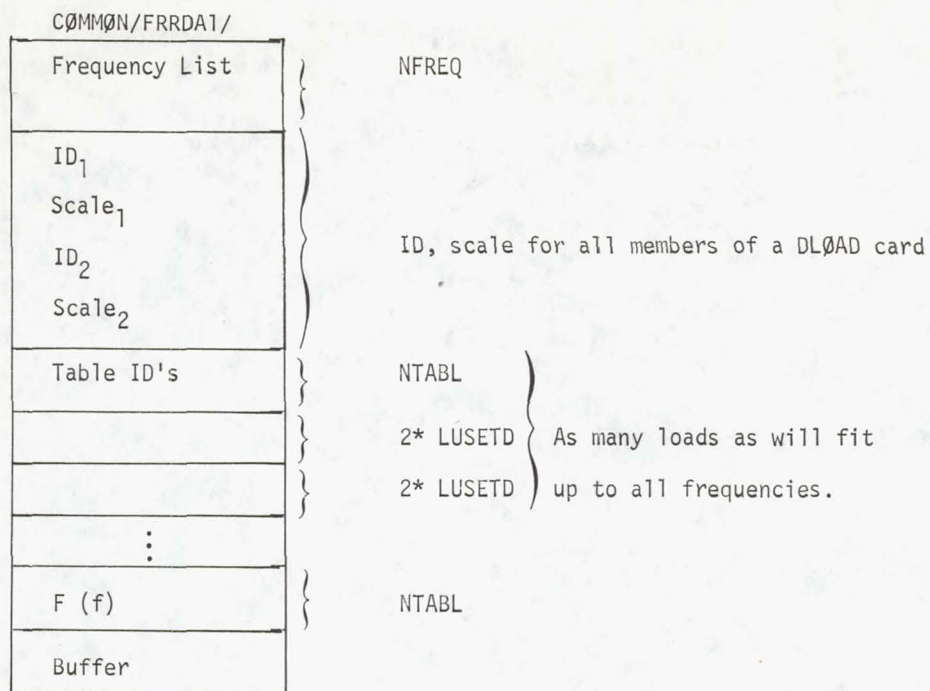 CØMMØN/FRRDA1/
Frequency List NFREQ
ID1
Scale1
ID, scale for all members of a DLØAD card
ID2
Scale2
Table ID's NTABL
2* LUSETD As many loads as will fit
2* LUSETD up to all frequencies.
⋮
F (f) NTABL
Buffer